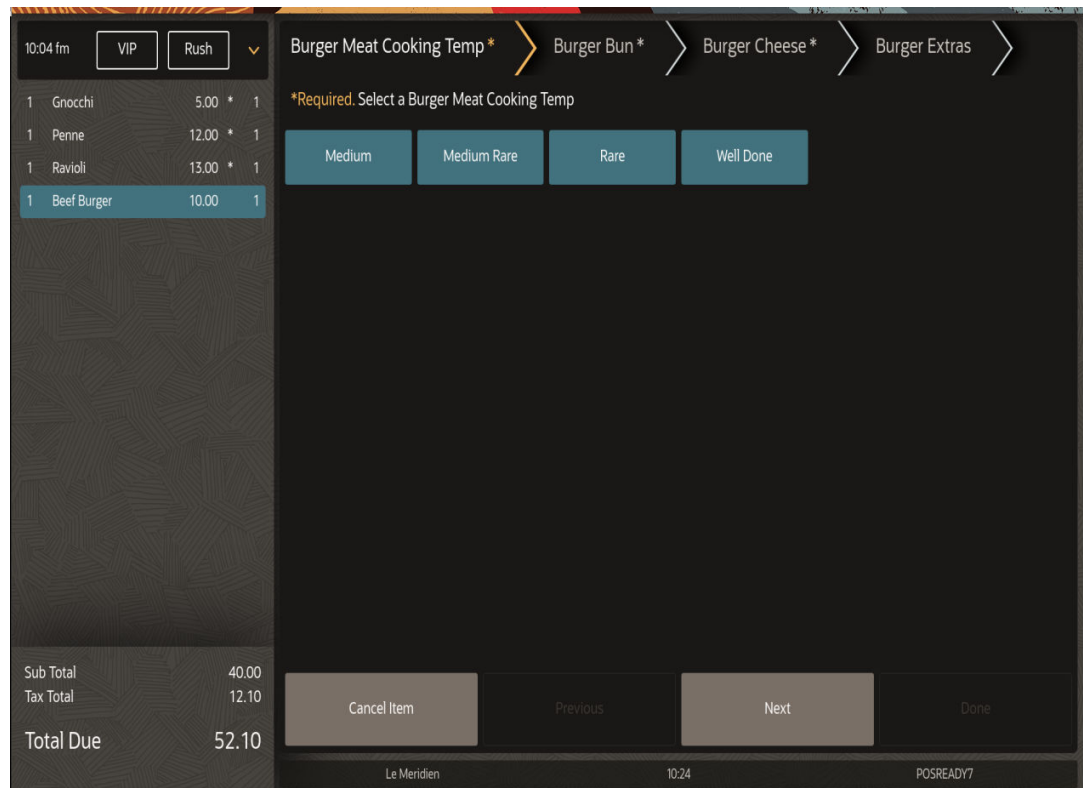 10:04 fm VIP Rush
1 Gnocchi 5.00 * 1
1 Penne 12.00 * 1
1 Ravioli 13.00 * 1
1 Beef Burger 10.00 1
Sub Total 40.00
Tax Total 12.10
Total Due 52.10
Burger Meat Cooking Temp * Burger Bun * Burger Cheese * Burger Extras
*Required. Select a Burger Meat Cooking Temp
Medium Medium Rare Rare Well Done
Cancel Item Previous Next Done
Le Meridien 10:24 POSREADY7